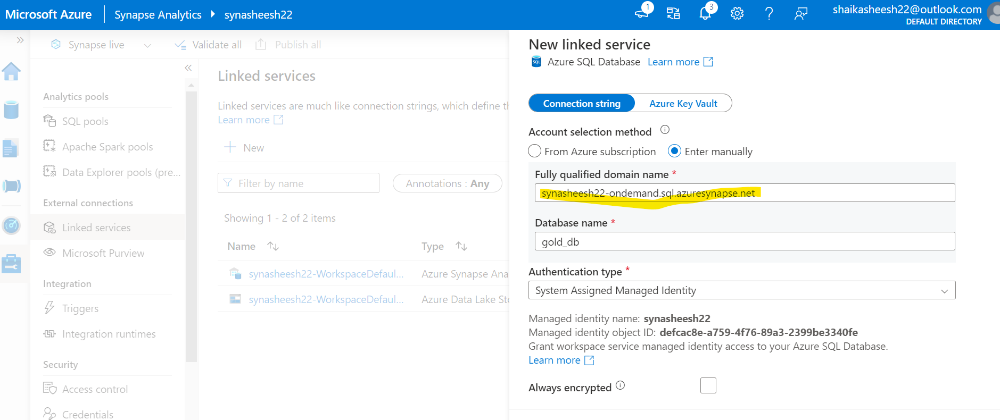 Microsoft Azure
Synapse Analytics
synasheesh22
1
3
shaikasheesh22@outlook.com
DEFAULT DIRECTORY
Synapse live
Validate all
Publish all
Analytics pools
SQL pools
Apache Spark pools
Data Explorer pools (pre...
External connections
Linked services
Microsoft Purview
Integration
Triggers
Integration runtimes
Security
Access control
Credentials
Linked services
Linked services are much like connection strings, which define th
Learn more
New
Filter by name
Annotations : Any
Showing 1 - 2 of 2 items
Name Type
synasheesh22-WorkspaceDefaul... Azure Synapse Ana
synasheesh22-WorkspaceDefaul... Azure Data Lake Sto
New linked service
SQL Azure SQL Database Learn more
Connection string Azure Key Vault
Account selection method
From Azure subscription Enter manually
Fully qualified domain name *
synasheesh22-ondemand.sql.azuresynapse.net
Database name *
gold_db
Authentication type *
System Assigned Managed Identity
Managed identity name: synasheesh22
Managed identity object ID: defcac8e-a759-4f76-89a3-2399be3340fe
Grant workspace service managed identity access to your Azure SQL Database.
Learn more
Always encrypted